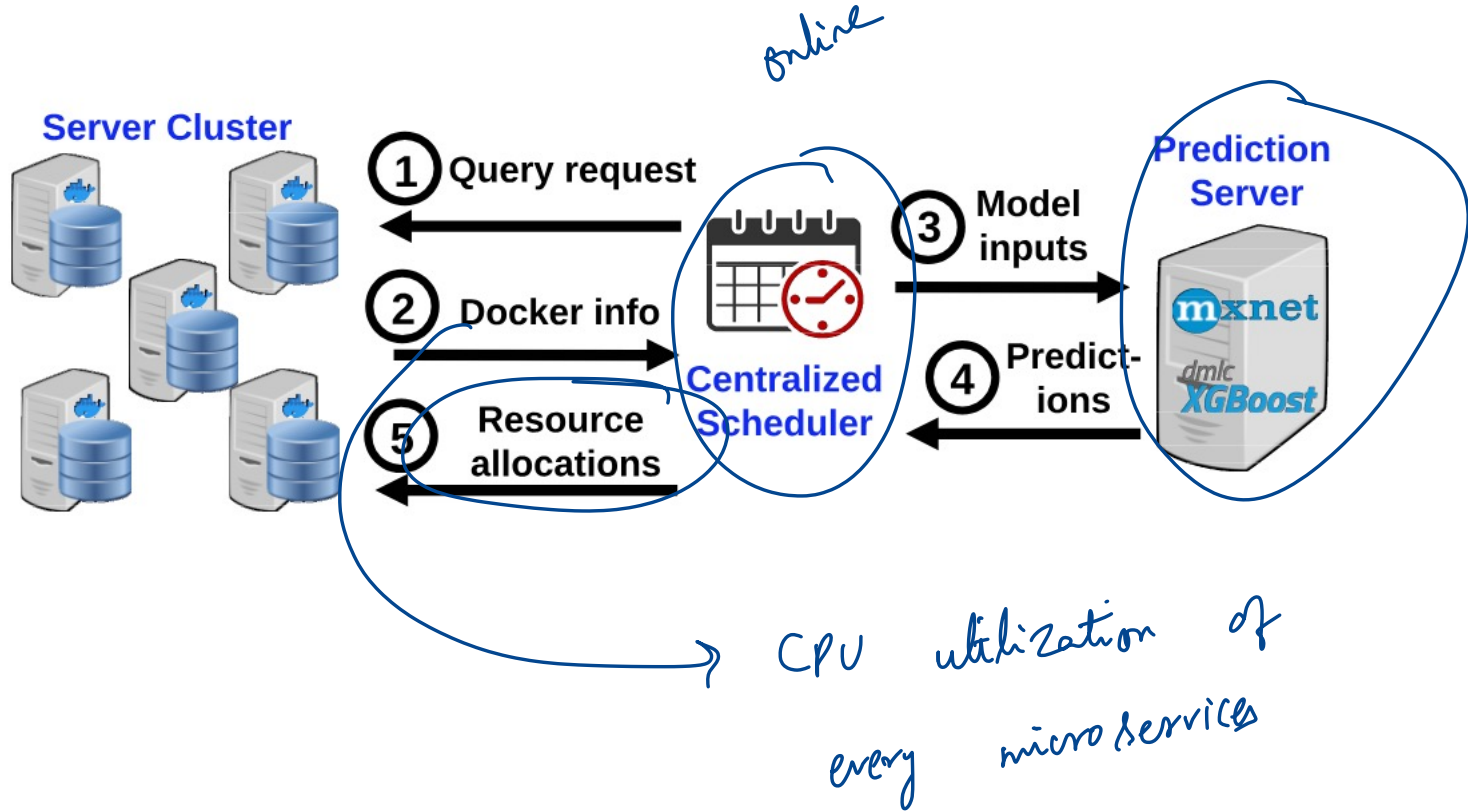 online
Server Cluster
1 Query request
2 Docker info
5 Resource
allocations
Centralized
Scheduler
3 Model
inputs
4 Predict-
ions
Prediction
Server
mxnet
dmlc
XGBoost
CPU utilization of
every microservices